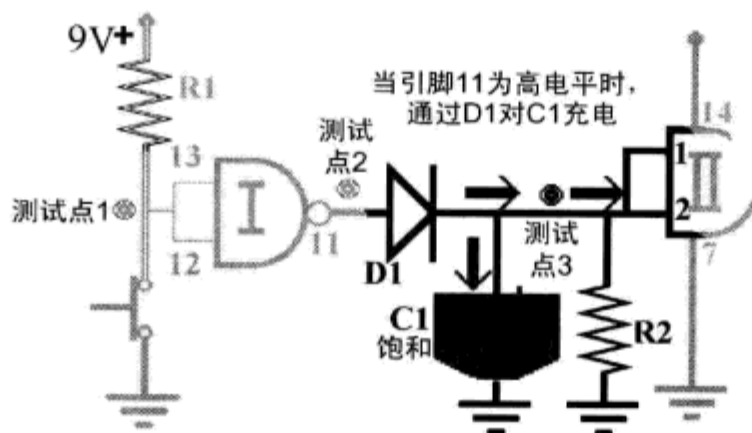 9V+
R1
当引脚11为高电平时,
通过D1对C1充电
14
测试
点2
13
I
1
II
2
测试点1
11
12
D1
测试
点3
7
C1
饱和
R2